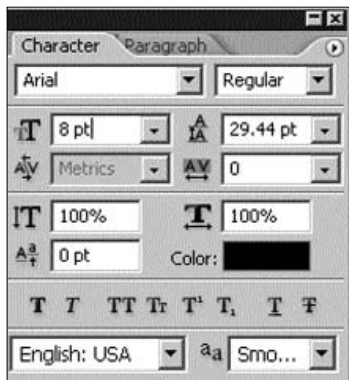 Character Paragraph
Arial Regular
8 pt 29.44 pt
Metrics 0
100% 100%
0 pt Color:
T T TT Tт T¹ T₁ T T
English: USA aa Smo...